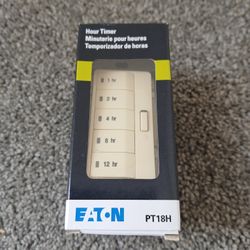 Hour Timer
Minuterie pour heures
Temporizador de horas
1 hr
2 hr
4 hr
6 hr
12 hr
EATON
PT18H